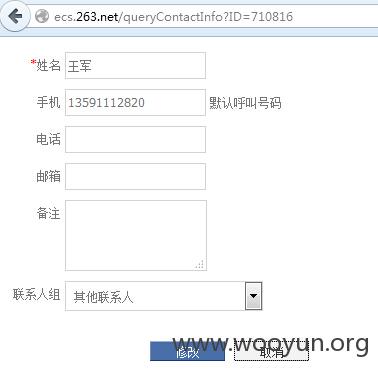 ecs.263.net/queryContactInfo?ID=710816
*姓名 王军
手机 13591112820 默认呼叫号码
电话
邮箱
备注
联系人组 其他联系人
修改 取消
www.wooyun.org